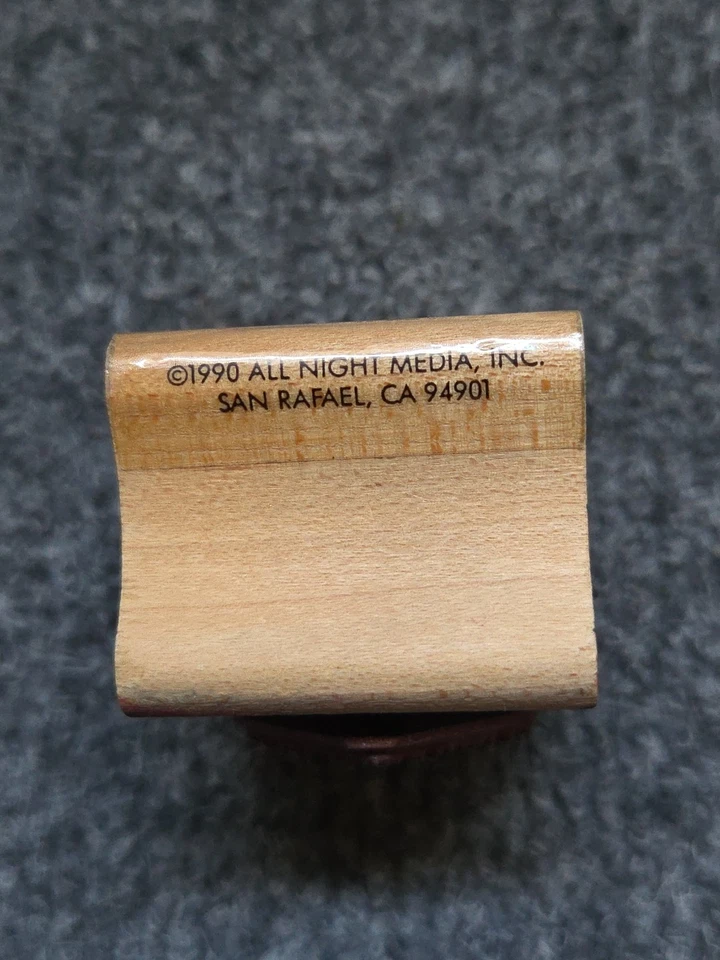 ©1990 ALL NIGHT MEDIA, INC.
SAN RAFAEL, CA 94901